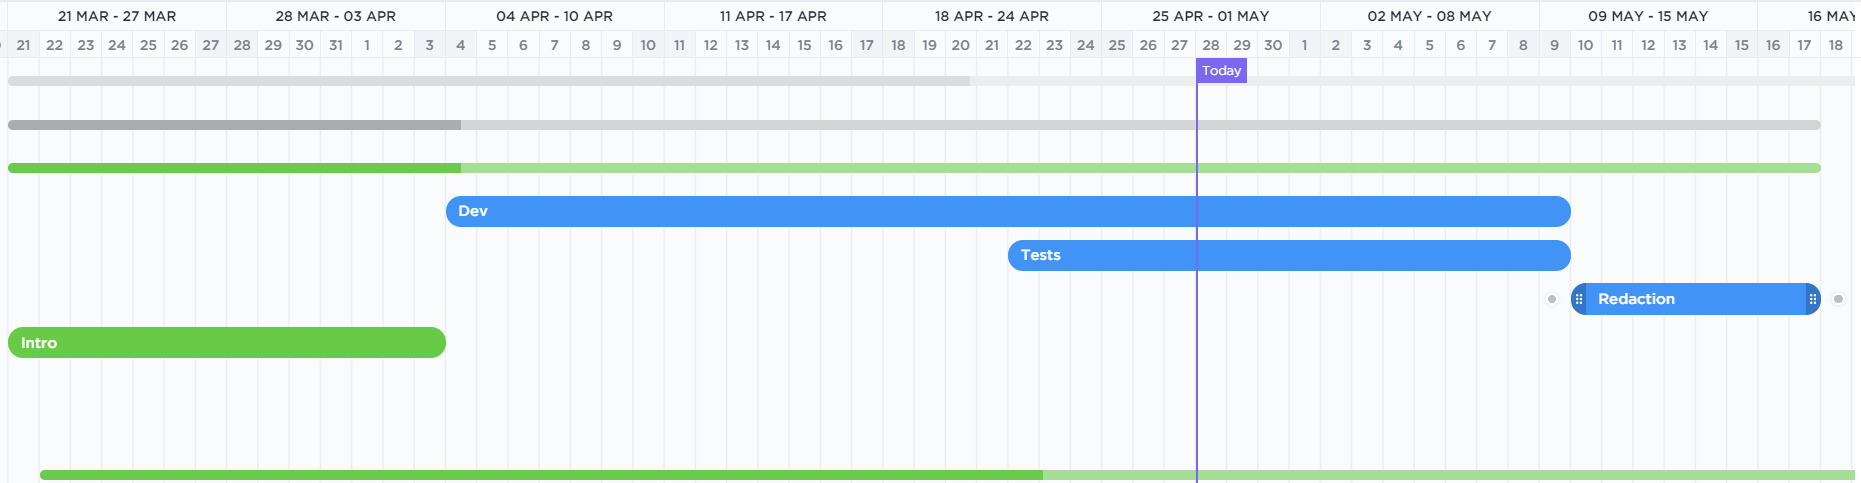 21 MAR - 27 MAR 28 MAR - 03 APR 04 APR - 10 APR 11 APR - 17 APR 18 APR - 24 APR 25 APR - 01 MAY 02 MAY - 08 MAY 09 MAY - 15 MAY 16 MAY
21 22 23 24 25 26 27 28 29 30 31 1 2 3 4 5 6 7 8 9 10 11 12 13 14 15 16 17 18 19 20 21 22 23 24 25 26 27 28 29 30 1 2 3 4 5 6 7 8 9 10 11 12 13 14 15 16 17 18
Today
Dev
Tests
Redaction
Intro